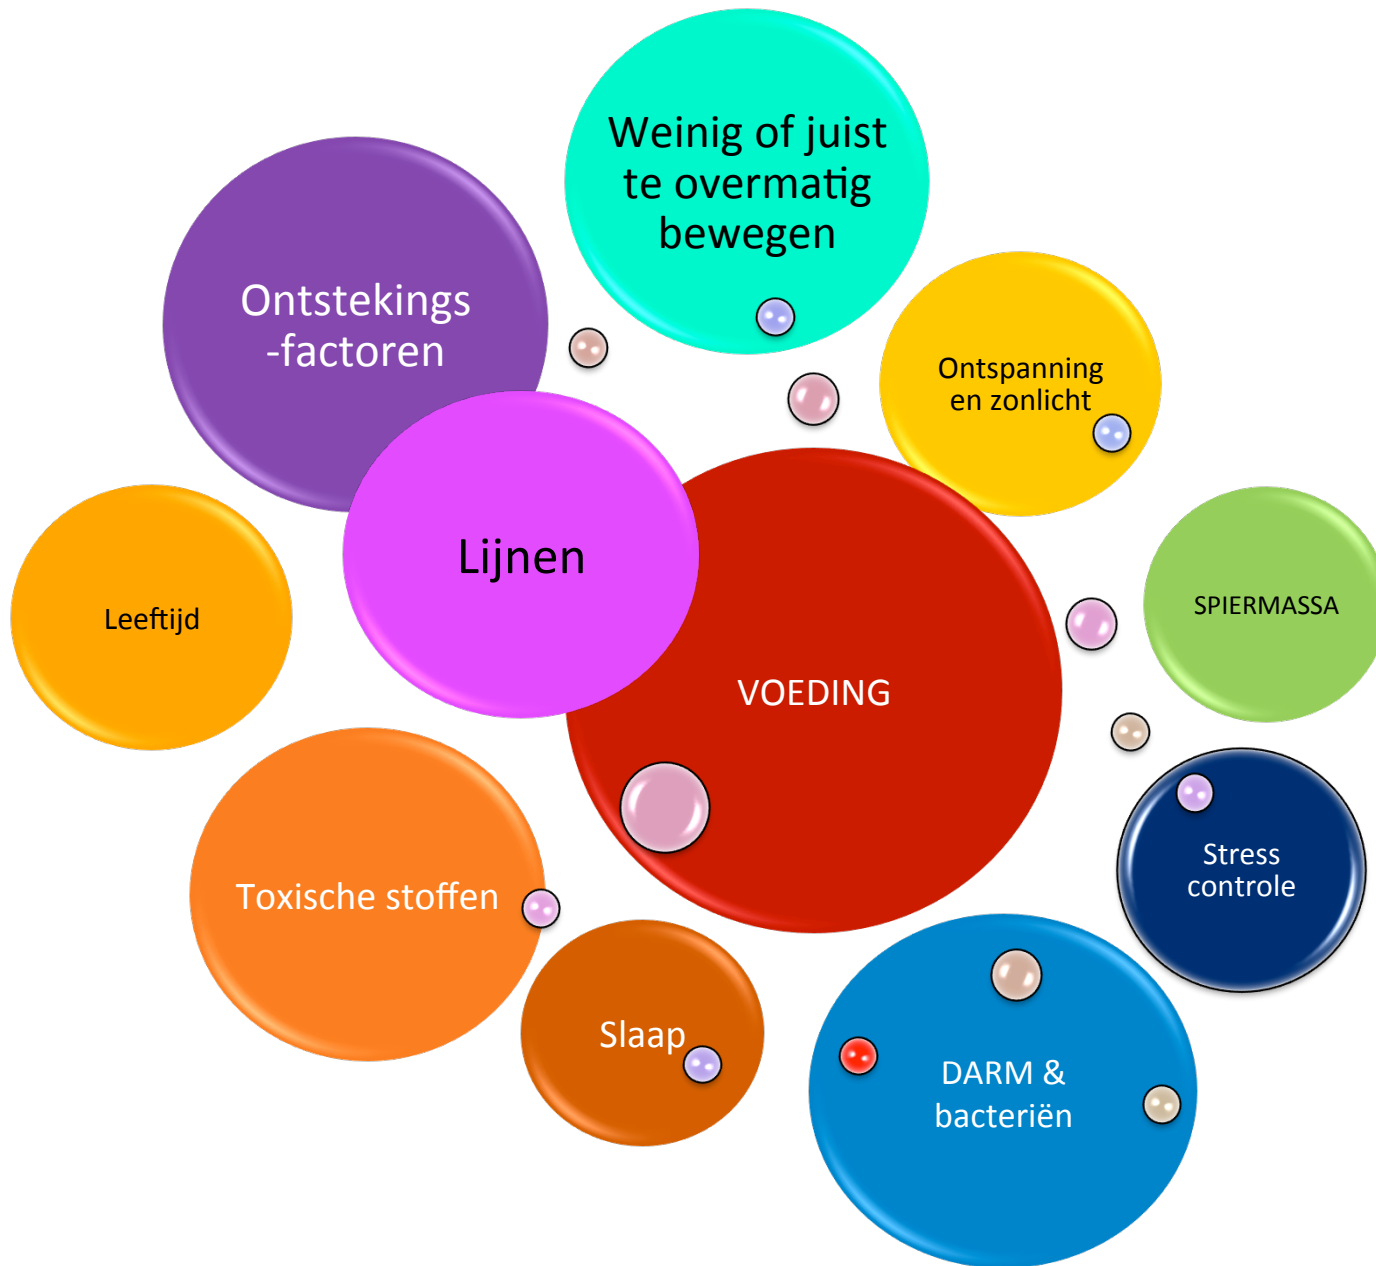 Weinig of juist
te overmatig
bewegen
Ontstekings
-factoren
Ontspanning
en zonlicht
Lijnen
SPIERMASSA
Leeftijd
VOEDING
Stress
controle
Toxische stoffen
Slaap
DARM &
bacteriën